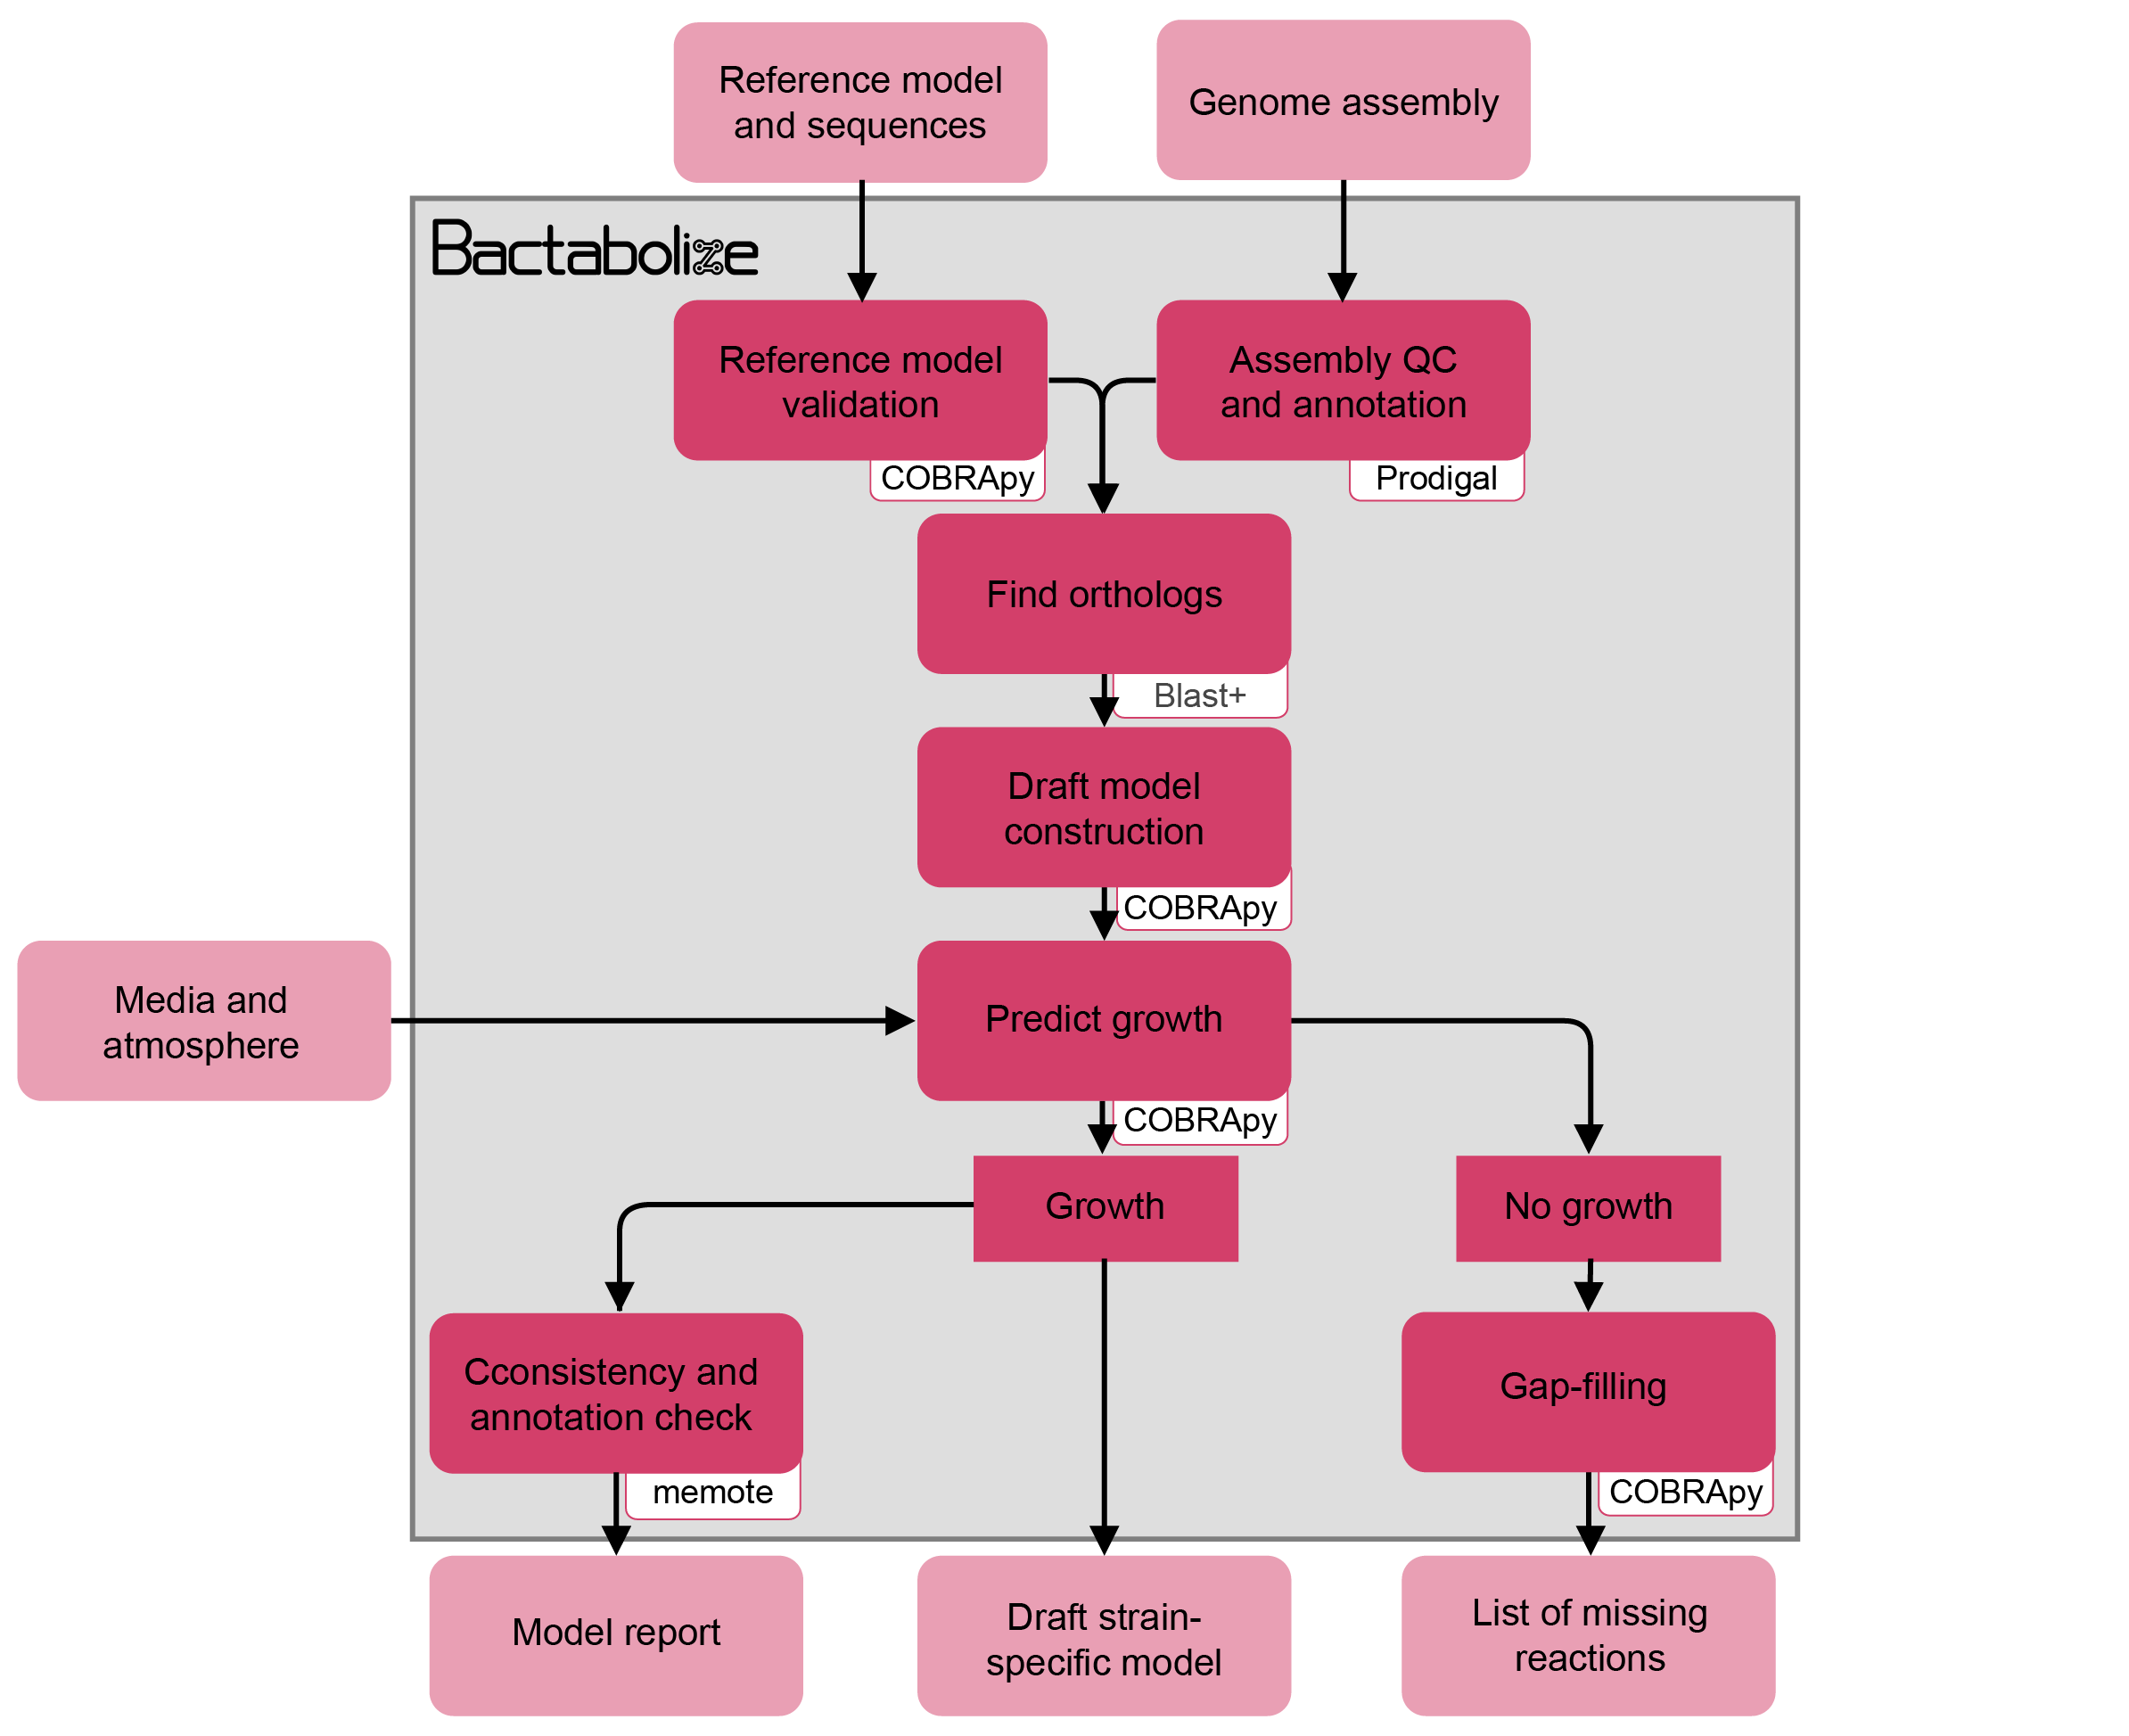 Reference model
and sequences
Genome assembly
Bactabolize
Reference model
validation
COBRApy
Assembly QC
and annotation
Prodigal
Find orthologs
Blast+
Draft model
construction
COBRApy
Media and
atmosphere
Predict growth
COBRApy
Growth
No growth
Cconsistency and
annotation check
memote
Gap-filling
COBRApy
Model report
Draft strain-
specific model
List of missing
reactions